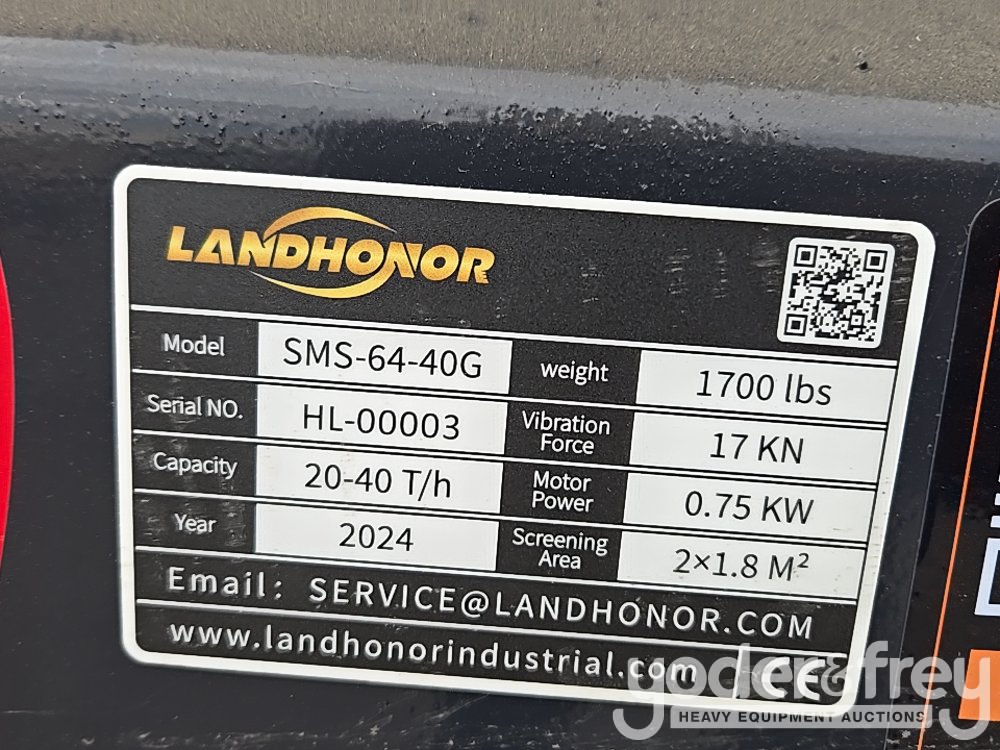 LANDHONOR
Model SMS-64-40G weight 1700 lbs
Serial NO. HL-00003 Vibration Force 17 KN
Capacity 20-40 T/h Motor Power 0.75 KW
Year 2024 Screening Area 2×1.8 M²
Email: SERVICE@LANDHONOR.COM
www.landhonorindustrial.com CE
yoder&frey
HEAVY EQUIPMENT AUCTIONS